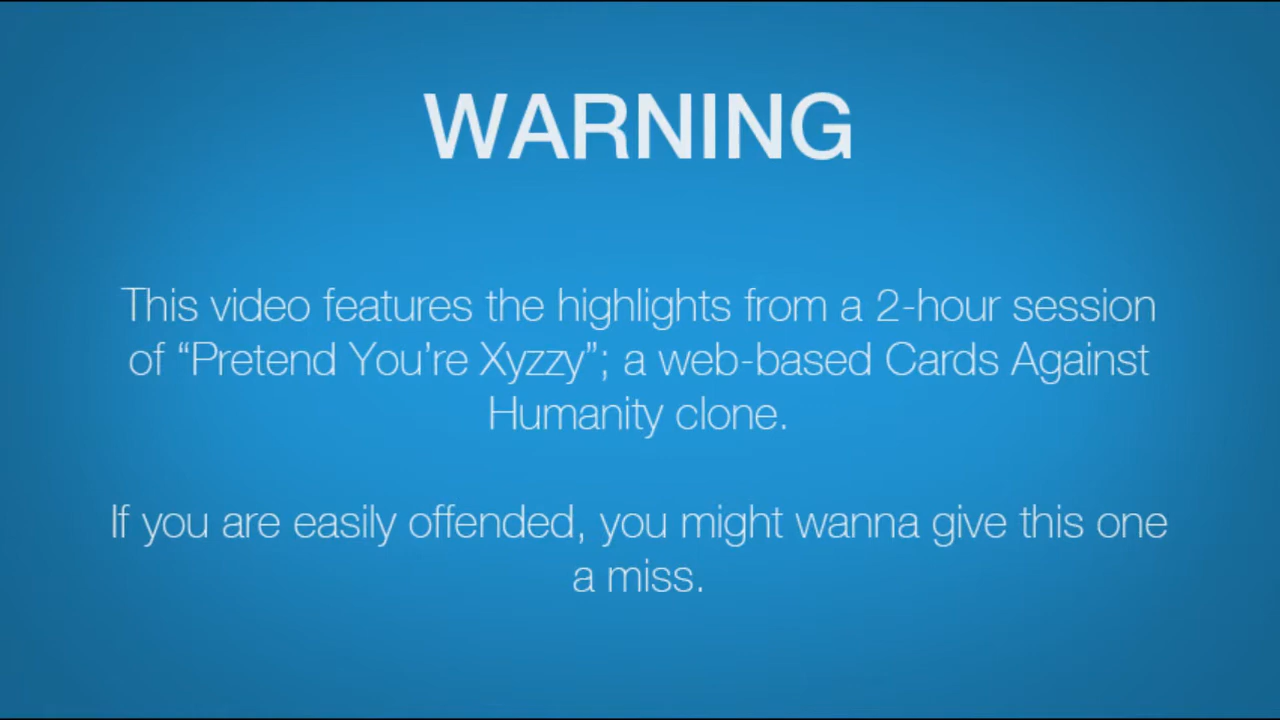 WARNING
This video features the highlights from a 2-hour session
of “Pretend You’re Xyzzy”; a web-based Cards Against
Humanity clone.
If you are easily offended, you might wanna give this one
a miss.